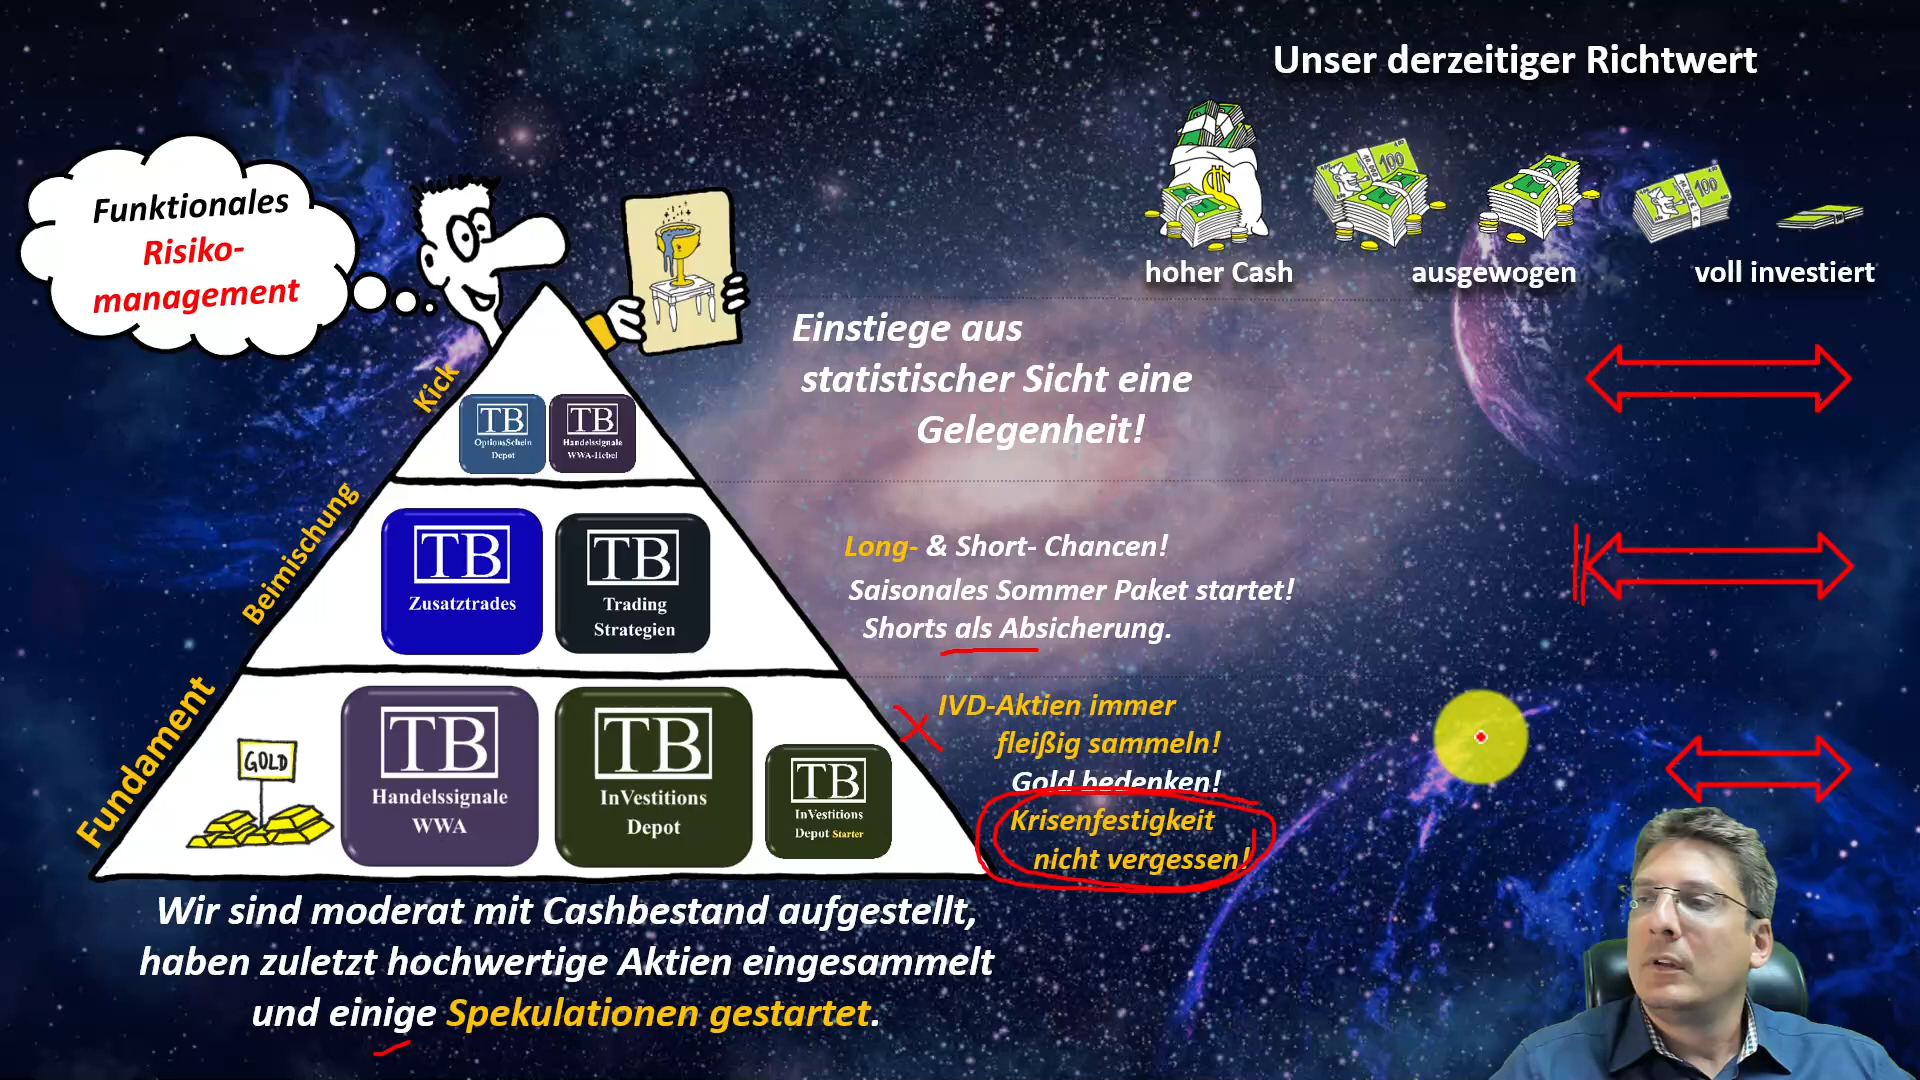 Unser derzeitiger Richtwert
hoher Cash
ausgewogen
voll investiert
Funktionales
Risiko-
management
Kick
TB
OptionsSchein
Depot
TB
Handelssignale
WWA-Hebel
Einstiege aus
statistischer Sicht eine
Gelegenheit!
Beimischung
TB
Zusatztrades
TB
Trading
Strategien
Long- & Short- Chancen!
Saisonales Sommer Paket startet!
Shorts als Absicherung.
Fundament
GOLD
TB
Handelssignale
WWA
TB
InVestitions
Depot
TB
InVestitions
Depot Starter
IVD-Aktien immer
fleißig sammeln!
Gold bedenken!
Krisenfestigkeit
nicht vergessen!
Wir sind moderat mit Cashbestand aufgestellt,
haben zuletzt hochwertige Aktien eingesammelt
und einige Spekulationen gestartet.